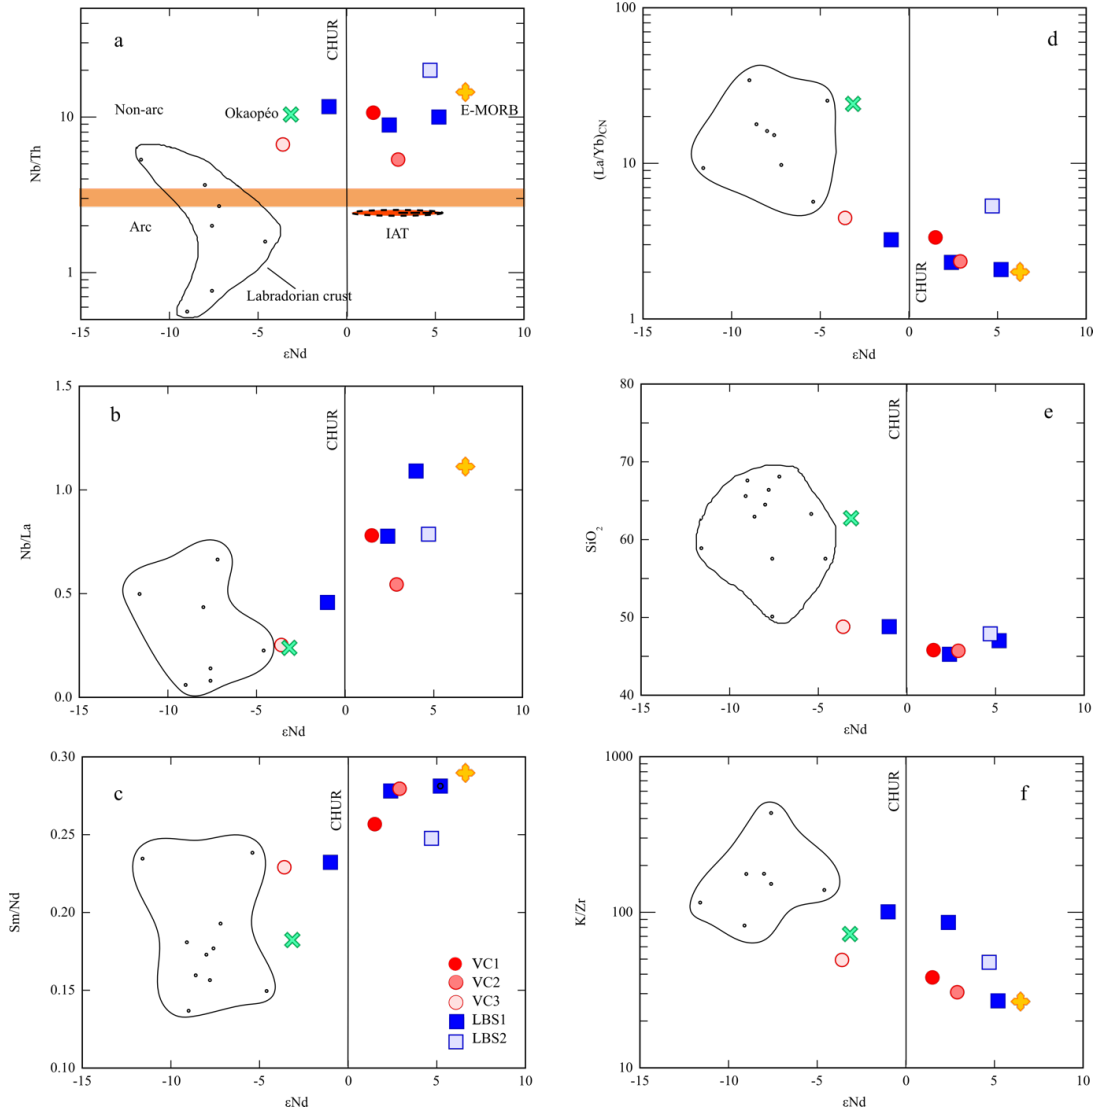 a
CHUR
Non-arc
Okaopéo
E-MORB
Arc
IAT
Labradorian crust
Nb/Th
10
1
-15
-10
-5
0
5
10
εNd
d
CHUR
(La/Yb)CN
100
10
1
-15
-10
-5
0
5
10
εNd
b
CHUR
Nb/La
1.5
1.0
0.5
0.0
-15
-10
-5
0
5
10
εNd
e
CHUR
SiO2
80
70
60
50
40
-15
-10
-5
0
5
10
εNd
c
CHUR
Sm/Nd
0.30
0.25
0.20
0.15
0.10
VC1
VC2
VC3
LBS1
LBS2
-15
-10
-5
0
5
10
εNd
f
CHUR
K/Zr
1000
100
10
-15
-10
-5
0
5
10
εNd